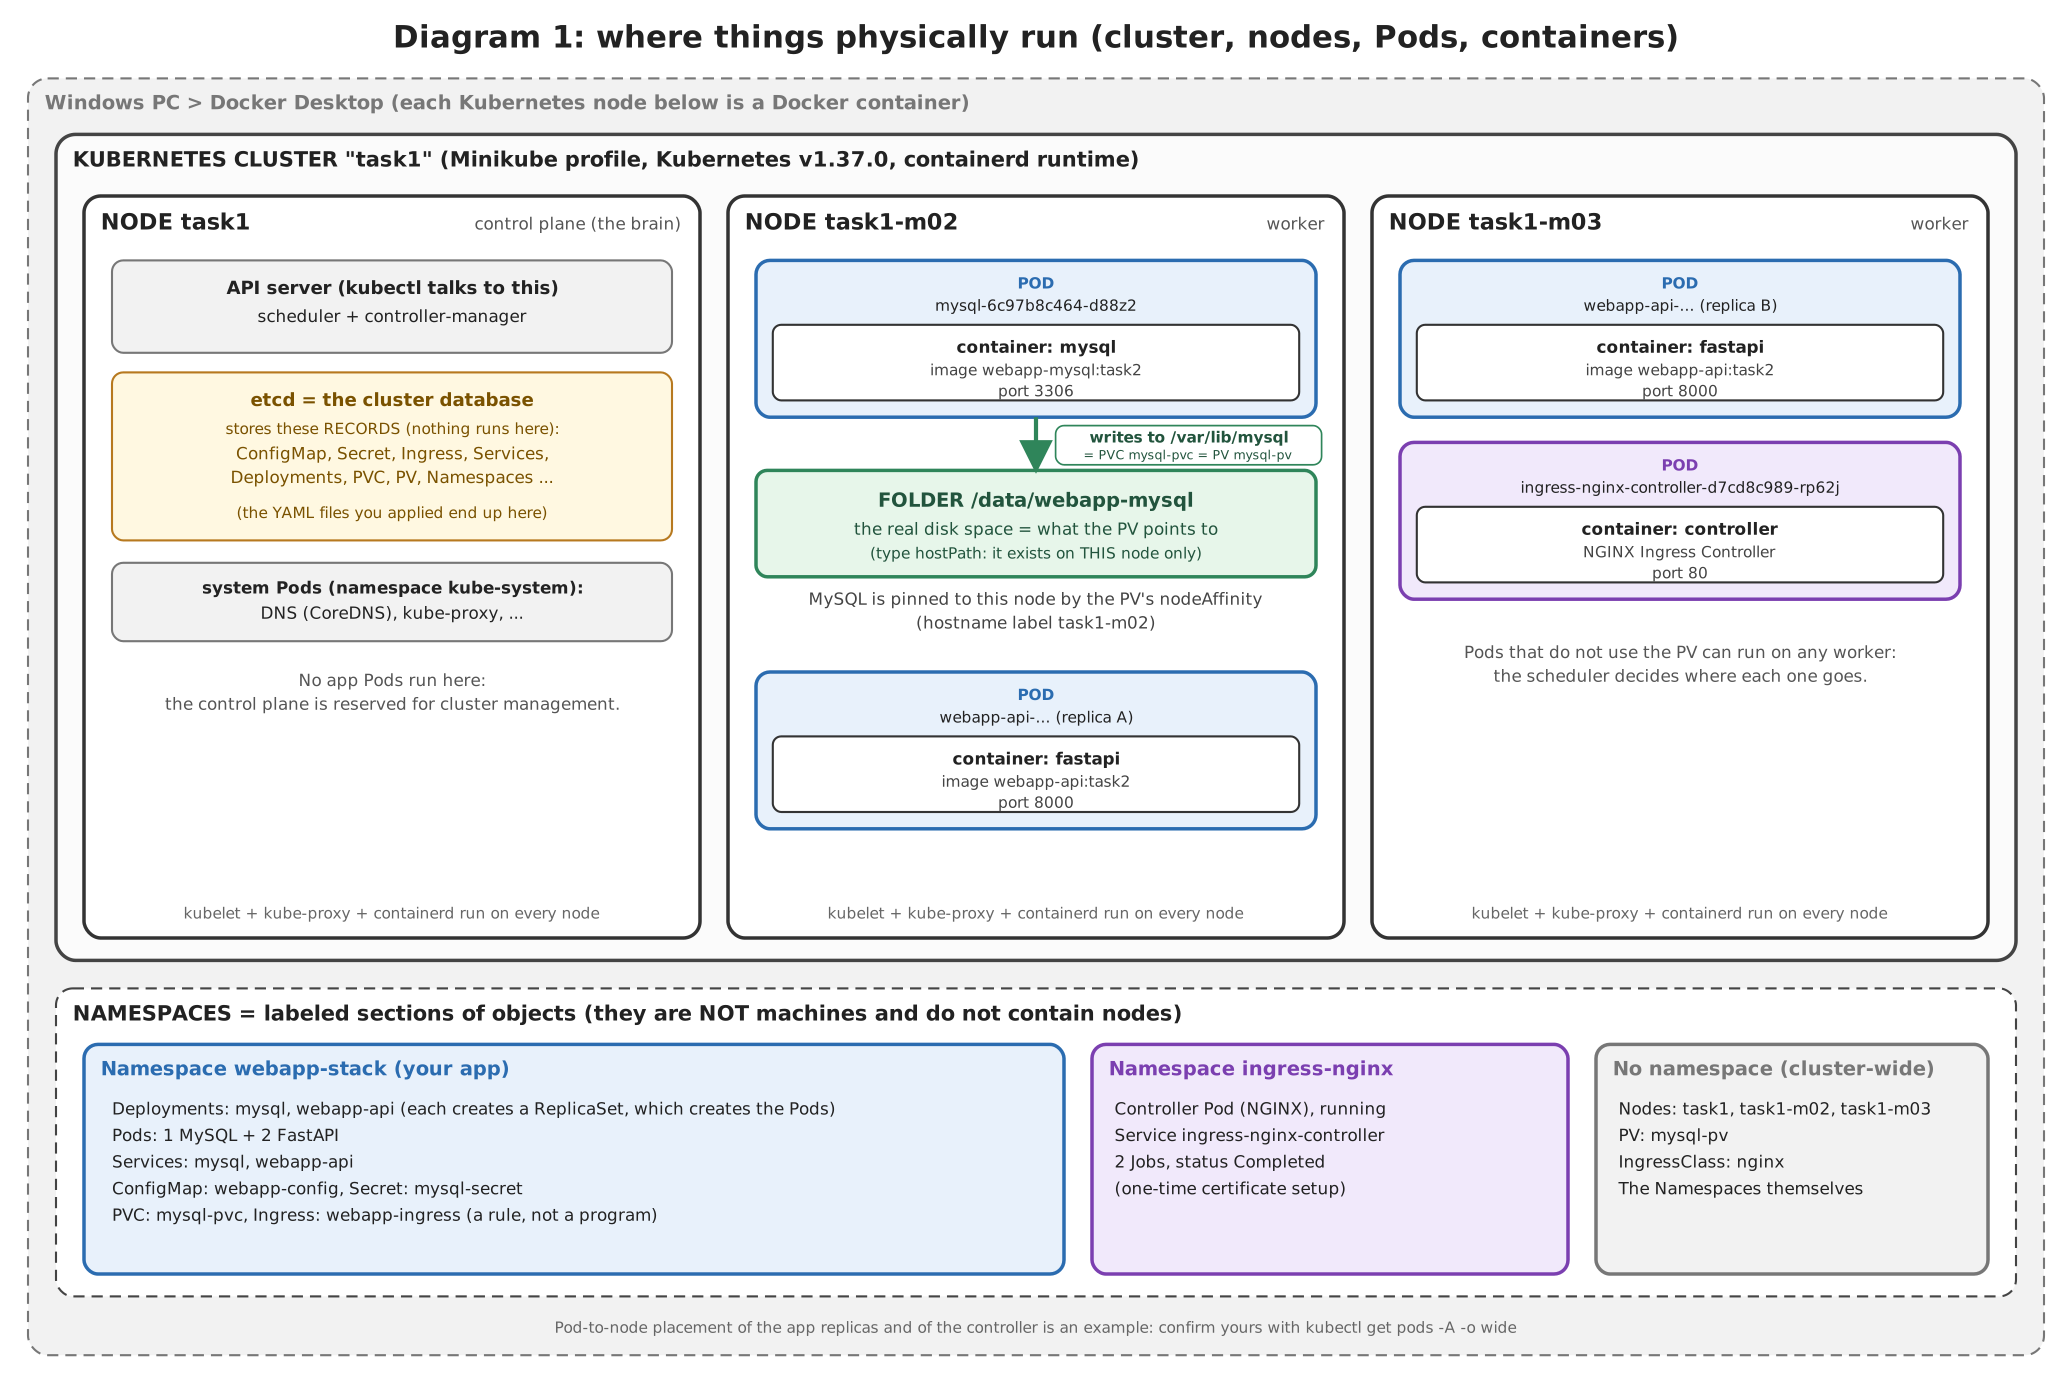 Diagram 1: where things physically run (cluster, nodes, Pods, containers)
Windows PC > Docker Desktop (each Kubernetes node below is a Docker container)
KUBERNETES CLUSTER "task1" (Minikube profile, Kubernetes v1.37.0, containerd runtime)
NODE task1
control plane (the brain)
API server (kubectl talks to this)
scheduler + controller-manager
etcd = the cluster database
stores these RECORDS (nothing runs here):
ConfigMap, Secret, Ingress, Services,
Deployments, PVC, PV, Namespaces ...
(the YAML files you applied end up here)
system Pods (namespace kube-system):
DNS (CoreDNS), kube-proxy, ...
No app Pods run here:
the control plane is reserved for cluster management.
kubelet + kube-proxy + containerd run on every node
NODE task1-m02
worker
POD
mysql-6c97b8c464-d88z2
container: mysql
image webapp-mysql:task2
port 3306
writes to /var/lib/mysql
= PVC mysql-pvc = PV mysql-pv
FOLDER /data/webapp-mysql
the real disk space = what the PV points to
(type hostPath: it exists on THIS node only)
MySQL is pinned to this node by the PV's nodeAffinity
(hostname label task1-m02)
POD
webapp-api-... (replica A)
container: fastapi
image webapp-api:task2
port 8000
kubelet + kube-proxy + containerd run on every node
NODE task1-m03
worker
POD
webapp-api-... (replica B)
container: fastapi
image webapp-api:task2
port 8000
POD
ingress-nginx-controller-d7cd8c989-rp62j
container: controller
NGINX Ingress Controller
port 80
Pods that do not use the PV can run on any worker:
the scheduler decides where each one goes.
kubelet + kube-proxy + containerd run on every node
NAMESPACES = labeled sections of objects (they are NOT machines and do not contain nodes)
Namespace webapp-stack (your app)
Deployments: mysql, webapp-api (each creates a ReplicaSet, which creates the Pods)
Pods: 1 MySQL + 2 FastAPI
Services: mysql, webapp-api
ConfigMap: webapp-config, Secret: mysql-secret
PVC: mysql-pvc, Ingress: webapp-ingress (a rule, not a program)
Namespace ingress-nginx
Controller Pod (NGINX), running
Service ingress-nginx-controller
2 Jobs, status Completed
(one-time certificate setup)
No namespace (cluster-wide)
Nodes: task1, task1-m02, task1-m03
PV: mysql-pv
IngressClass: nginx
The Namespaces themselves
Pod-to-node placement of the app replicas and of the controller is an example: confirm yours with kubectl get pods -A -o wide